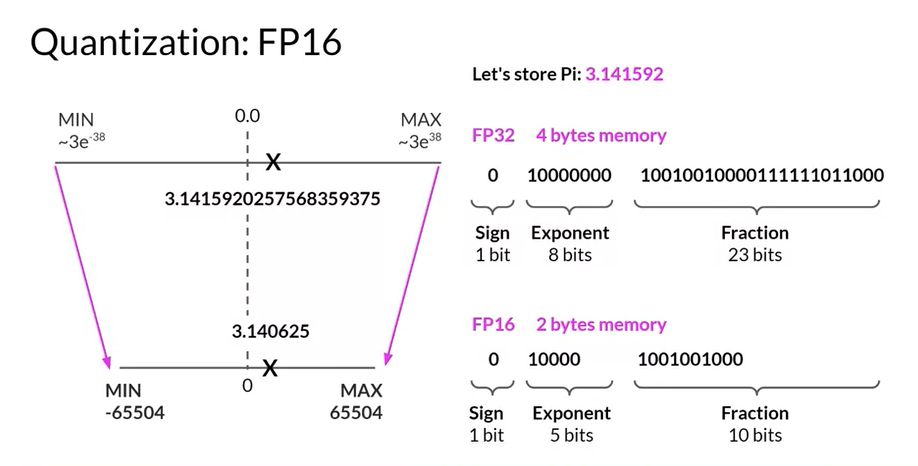 Quantization: FP16
MIN
~3e⁻³⁸
0.0
MAX
~3e³⁸
X
3.1415920257568359375
3.140625
X
0
MIN
-65504
MAX
65504
Let's store Pi: 3.141592
FP32 4 bytes memory
0 10000000 10010010000111111011000
Sign Exponent Fraction
1 bit 8 bits 23 bits
FP16 2 bytes memory
0 10000 1001001000
Sign Exponent Fraction
1 bit 5 bits 10 bits